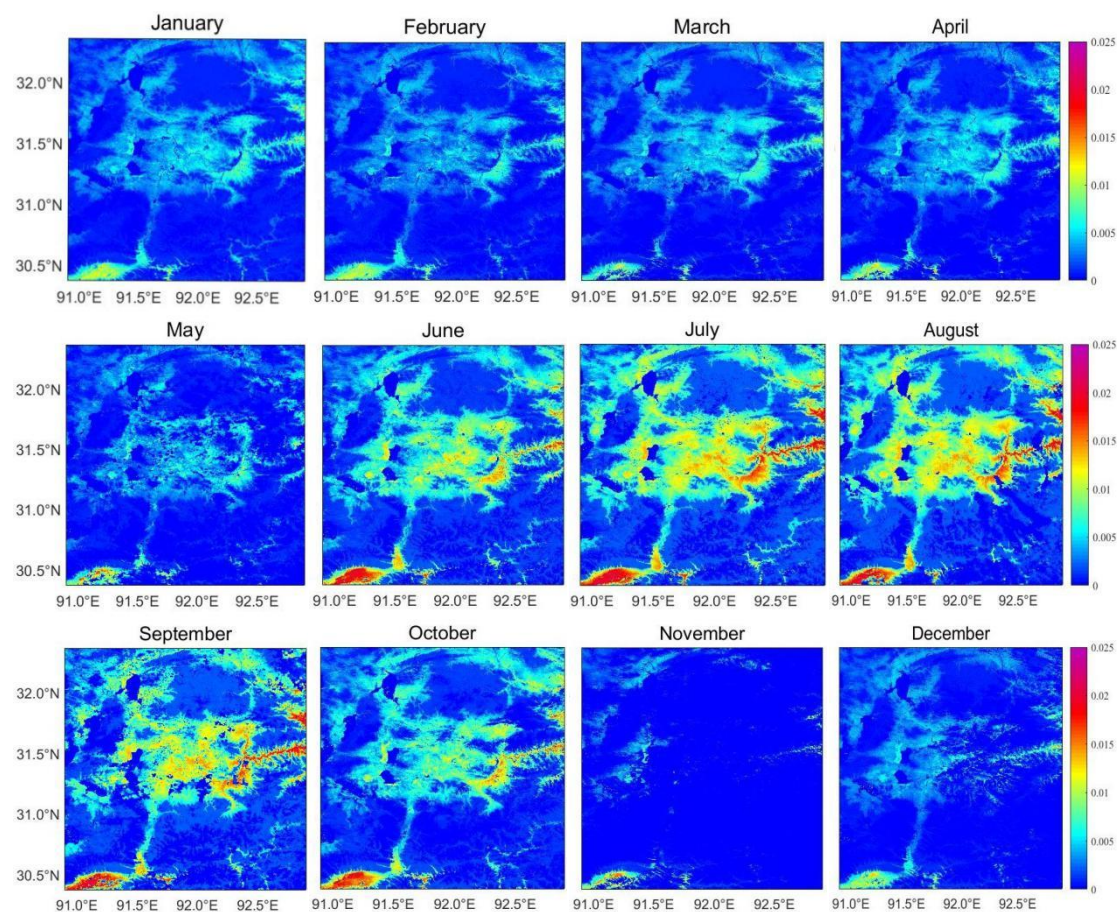 January February March April
32.0°N
31.5°N
31.0°N
30.5°N
0.025
0.02
0.015
0.01
0.005
0
91.0°E 91.5°E 92.0°E 92.5°E 91.0°E 91.5°E 92.0°E 92.5°E 91.0°E 91.5°E 92.0°E 92.5°E 91.0°E 91.5°E 92.0°E 92.5°E
May June July August
32.0°N
31.5°N
31.0°N
30.5°N
0.025
0.02
0.015
0.01
0.005
0
91.0°E 91.5°E 92.0°E 92.5°E 91.0°E 91.5°E 92.0°E 92.5°E 91.0°E 91.5°E 92.0°E 92.5°E 91.0°E 91.5°E 92.0°E 92.5°E
September October November December
32.0°N
31.5°N
31.0°N
30.5°N
0.025
0.02
0.015
0.01
0.005
0
91.0°E 91.5°E 92.0°E 92.5°E 91.0°E 91.5°E 92.0°E 92.5°E 91.0°E 91.5°E 92.0°E 92.5°E 91.0°E 91.5°E 92.0°E 92.5°E